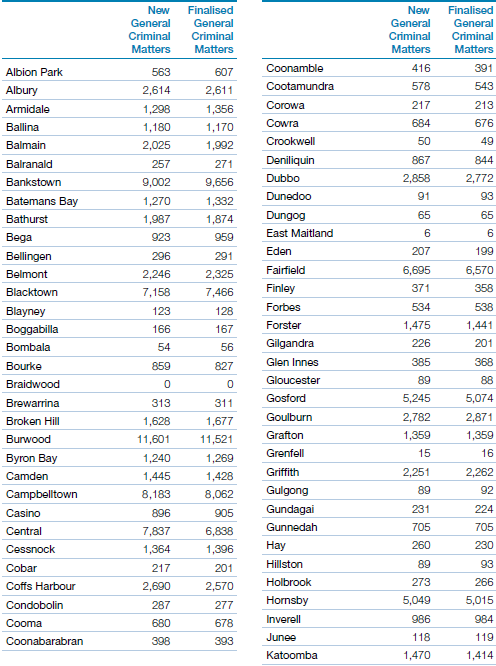 New Finalised
General General
Criminal Criminal
Matters Matters
Albion Park 563 607
Albury 2,614 2,611
Armidale 1,298 1,356
Ballina 1,180 1,170
Balmain 2,025 1,992
Balranald 257 271
Bankstown 9,002 9,656
Batemans Bay 1,270 1,332
Bathurst 1,987 1,874
Bega 923 959
Bellingen 296 291
Belmont 2,246 2,325
Blacktown 7,158 7,466
Blayney 123 128
Boggabilla 166 167
Bombala 54 56
Bourke 859 827
Braidwood 0 0
Brewarrina 313 311
Broken Hill 1,628 1,677
Burwood 11,601 11,521
Byron Bay 1,240 1,269
Camden 1,445 1,428
Campbelltown 8,183 8,062
Casino 896 905
Central 7,837 6,838
Cessnock 1,364 1,396
Cobar 217 201
Coffs Harbour 2,690 2,570
Condobolin 287 277
Cooma 680 678
Coonabarabran 398 393
New Finalised
General General
Criminal Criminal
Matters Matters
Coonamble 416 391
Cootamundra 578 543
Corowa 217 213
Cowra 684 676
Crookwell 50 49
Deniliquin 867 844
Dubbo 2,858 2,772
Dunedoo 91 93
Dungog 65 65
East Maitland 6 6
Eden 207 199
Fairfield 6,695 6,570
Finley 371 358
Forbes 534 538
Forster 1,475 1,441
Gilgandra 226 201
Glen Innes 385 368
Gloucester 89 88
Gosford 5,245 5,074
Goulburn 2,782 2,871
Grafton 1,359 1,359
Grenfell 15 16
Griffith 2,251 2,262
Gulgong 89 92
Gundagai 231 224
Gunnedah 705 705
Hay 260 230
Hillston 89 93
Holbrook 273 266
Hornsby 5,049 5,015
Inverell 986 984
Junee 118 119
Katoomba 1,470 1,414